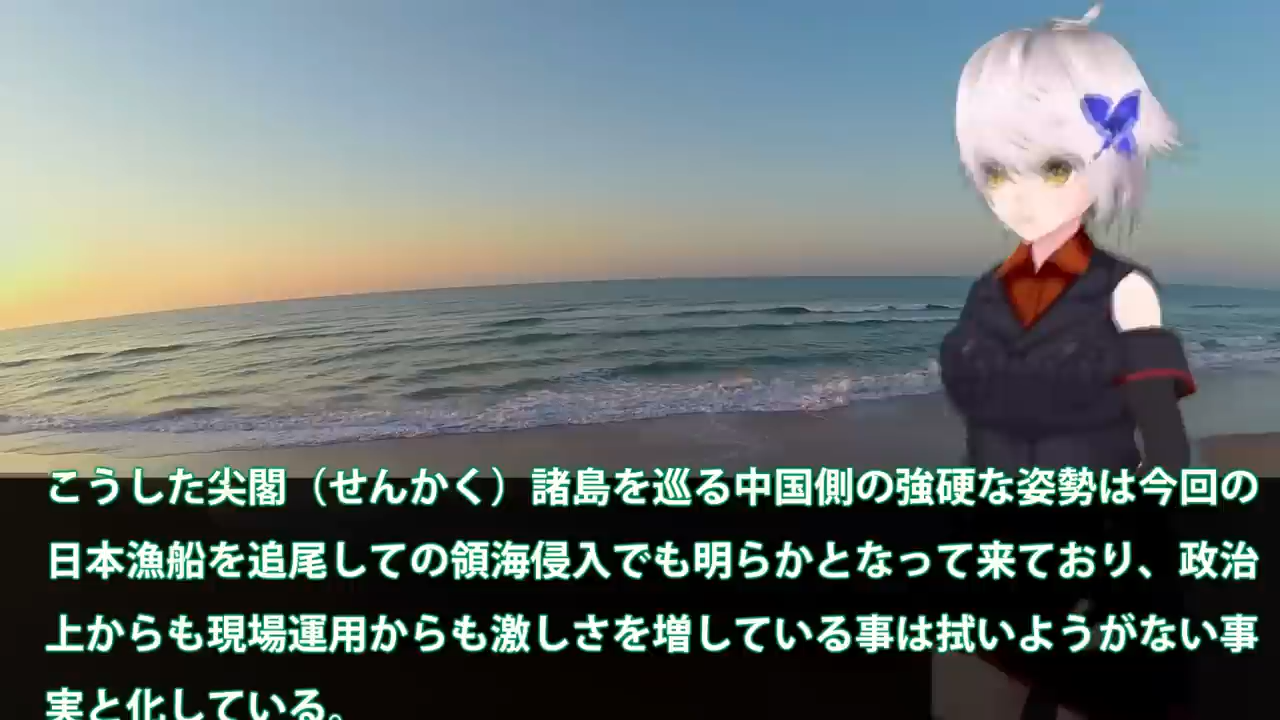 こうした尖閣（せんかく）諸島を巡る中国側の強硬な姿勢は今回の
日本漁船を追尾しての領海侵入でも明らかとなって来ており、政治
上からも現場運用からも激しさを増している事は拭いようがない事
実と化している。